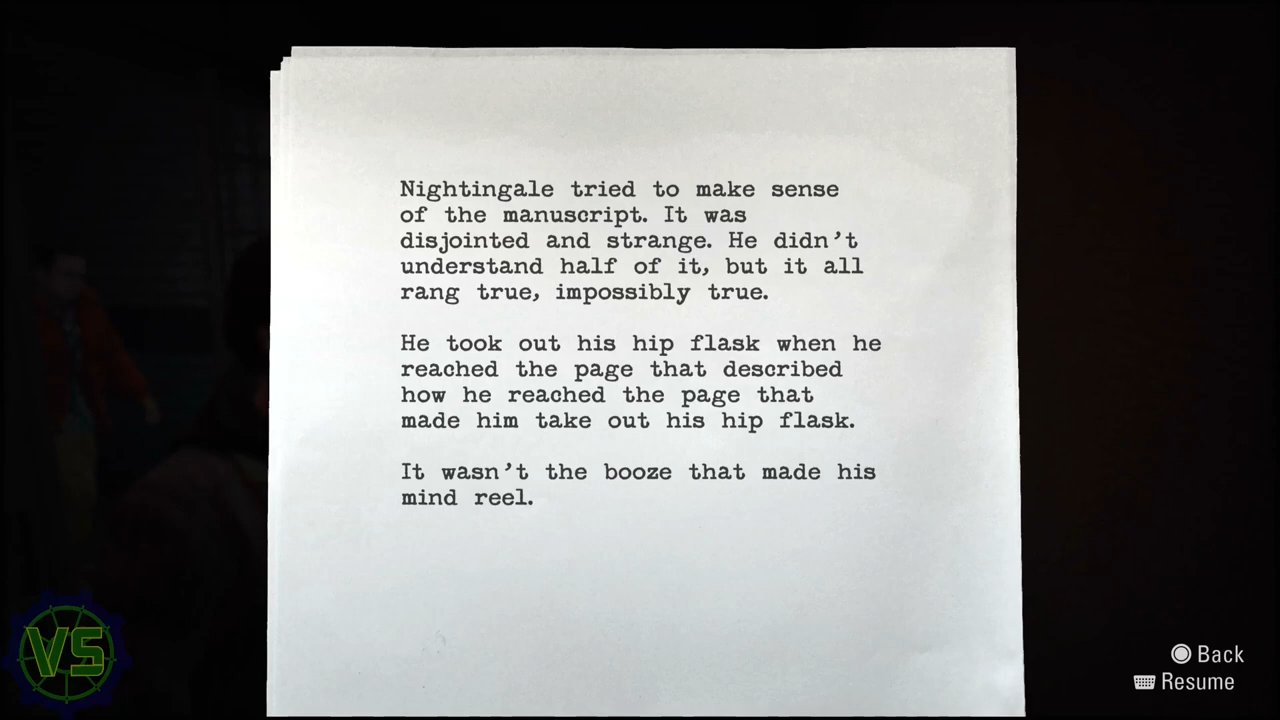 Nightingale tried to make sense
of the manuscript. It was
disjointed and strange. He didn't
understand half of it, but it all
rang true, impossibly true.
He took out his hip flask when he
reached the page that described
how he reached the page that
made him take out his hip flask.
It wasn't the booze that made his
mind reel.
VS
Back
Resume